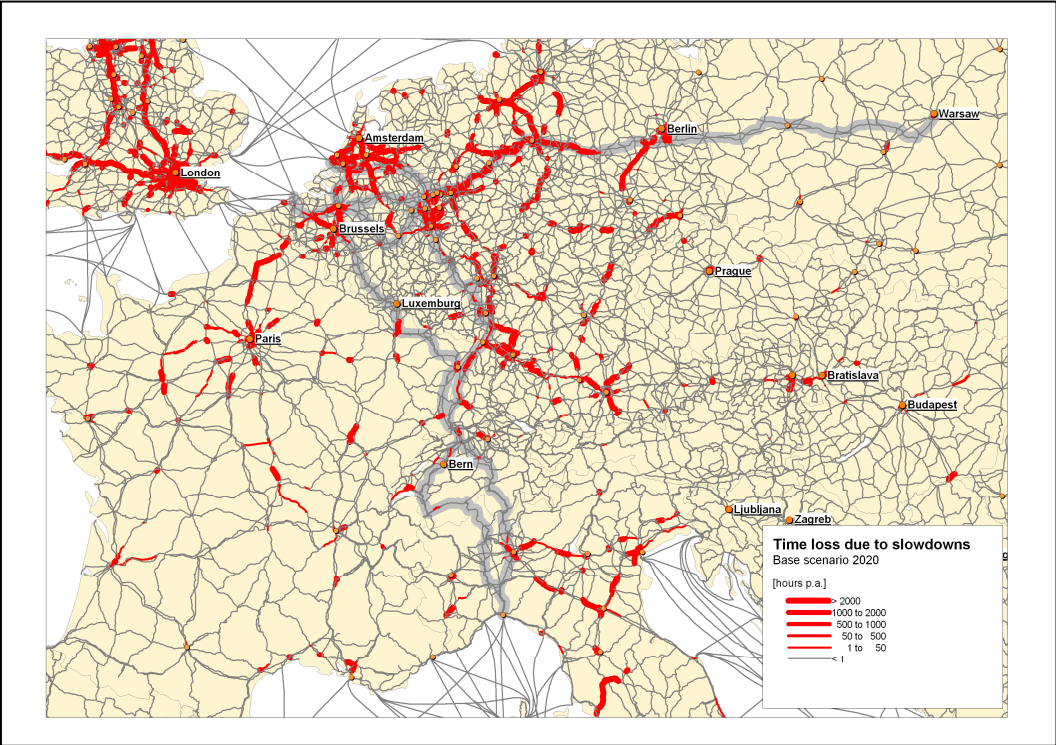 Warsaw
Berlin
Amsterdam
London
Brussels
Prague
Luxemburg
Paris
Bratislava
Budapest
Bern
Ljubljana
Zagreb
Time loss due to slowdowns
Base scenario 2020
[hours p.a.]
> 2000
1000 to 2000
500 to 1000
50 to 500
1 to 50